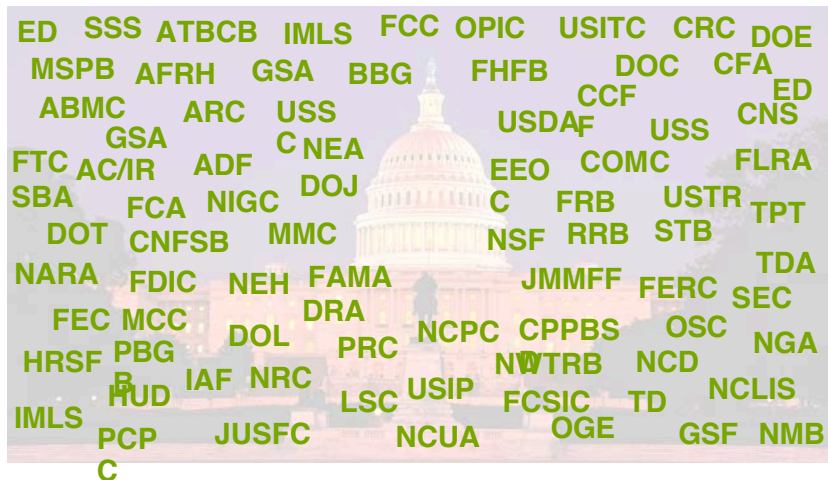 ED SSS ATBCB IMLS FCC OPIC USITC CRC DOE
MSPB AFRH GSA BBG FHFB DOC CFA
ABMC ARC USS
C CCF
F ED
GSA NEA USDA USS CNS
FTC AC/IR ADF DOJ EEO
C COMC FLRA
SBA FCA NIGC FRB USTR TPT
DOT CNFSB MMC NSF RRB STB
NARA FDIC NEH FAMA JMMFF FERC TDA
FEC MCC DRA SEC
HRSF PBG
B DOL PRC NCPC CPPBS OSC NGA
HUD IAF NRC USIP WTRB NCD NCLIS
IMLS LSC FCSIC TD
PCP
C JUSFC NCUA OGE GSF NMB